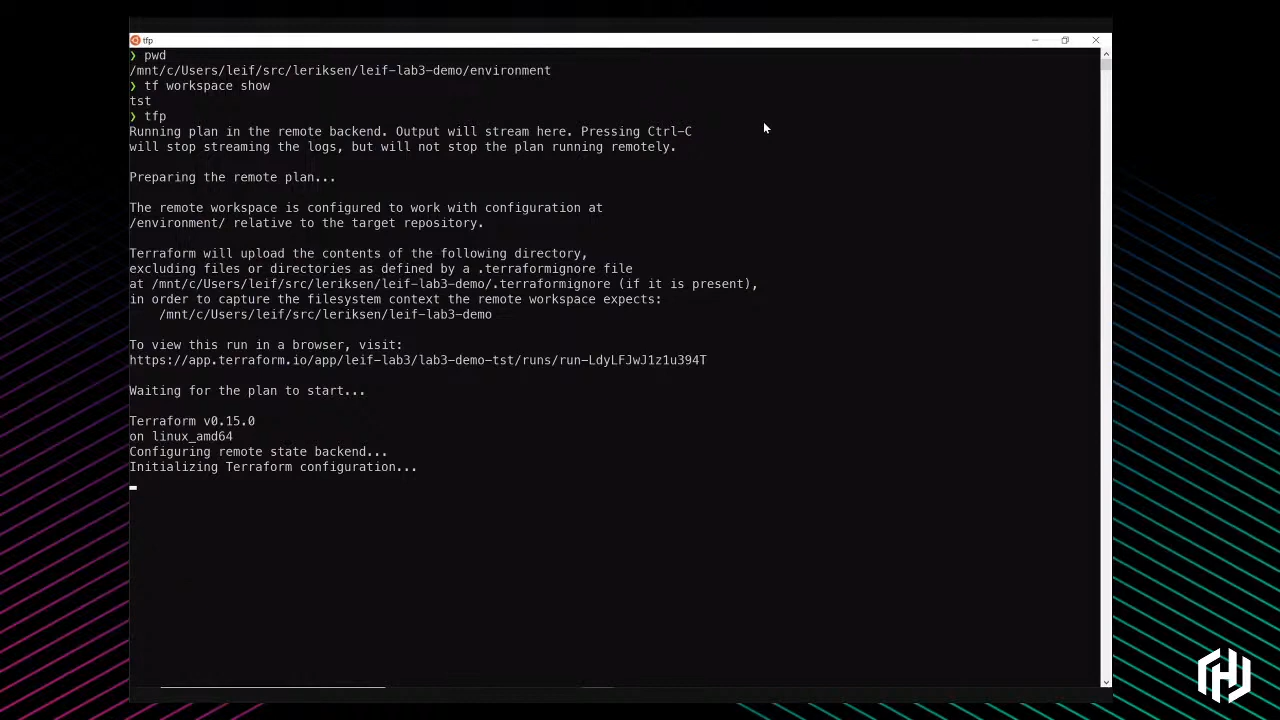 tfp
❯ pwd
/mnt/c/Users/leif/src/leriksen/leif-lab3-demo/environment
❯ tf workspace show
tst
❯ tfp
Running plan in the remote backend. Output will stream here. Pressing Ctrl-C
will stop streaming the logs, but will not stop the plan running remotely.
Preparing the remote plan...
The remote workspace is configured to work with configuration at
/environment/ relative to the target repository.
Terraform will upload the contents of the following directory,
excluding files or directories as defined by a .terraformignore file
at /mnt/c/Users/leif/src/leriksen/leif-lab3-demo/.terraformignore (if it is present),
in order to capture the filesystem context the remote workspace expects:
/mnt/c/Users/leif/src/leriksen/leif-lab3-demo
To view this run in a browser, visit:
https://app.terraform.io/app/leif-lab3/lab3-demo-tst/runs/run-LdyLFJwJ1z1u394T
Waiting for the plan to start...
Terraform v0.15.0
on linux_amd64
Configuring remote state backend...
Initializing Terraform configuration...